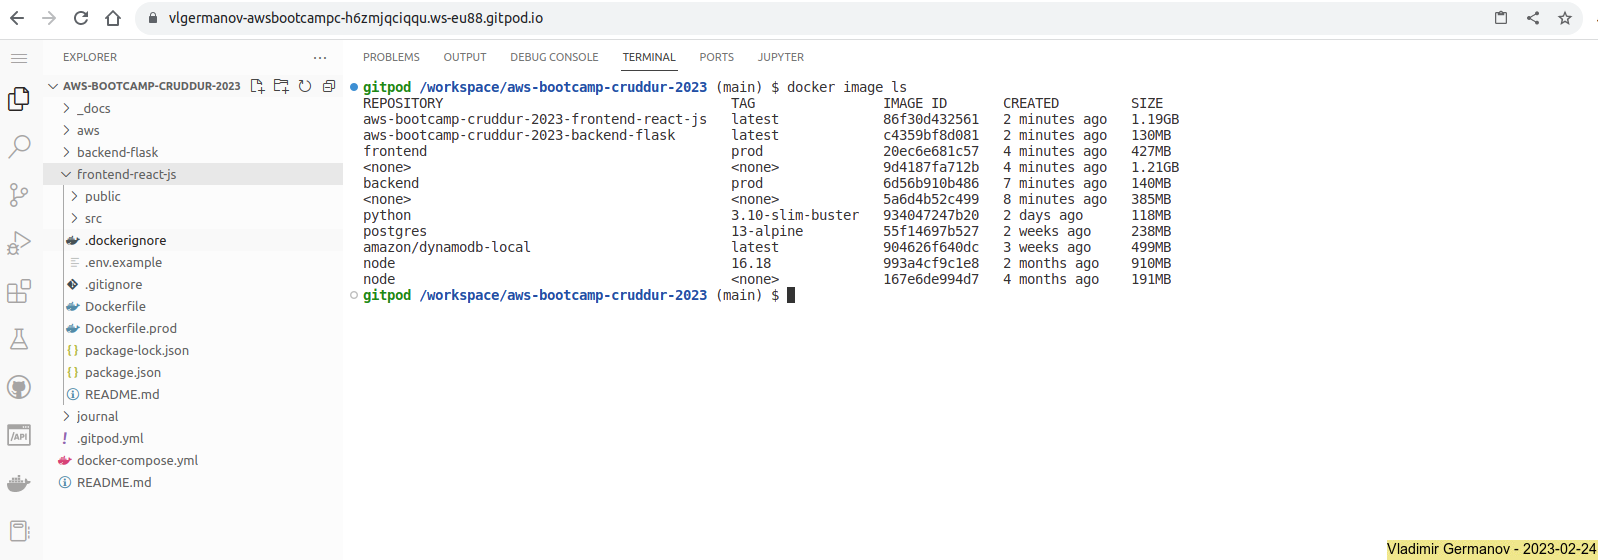 vlgermanov-awsbootcampc-h6zmjqciqqu.ws-eu88.gitpod.io
EXPLORER
AWS-BOOTCAMP-CRUDDUR-2023
_docs
aws
backend-flask
frontend-react-js
public
src
.dockerignore
.env.example
.gitignore
Dockerfile
Dockerfile.prod
{} package-lock.json
{} package.json
README.md
journal
! .gitpod.yml
docker-compose.yml
README.md
/API
PROBLEMS OUTPUT DEBUG CONSOLE TERMINAL PORTS JUPYTER
gitpod /workspace/aws-bootcamp-cruddur-2023 (main) $ docker image ls
REPOSITORY TAG IMAGE ID CREATED SIZE
aws-bootcamp-cruddur-2023-frontend-react-js latest 86f30d432561 2 minutes ago 1.19GB
aws-bootcamp-cruddur-2023-backend-flask latest c4359bf8d081 2 minutes ago 130MB
frontend prod 20ec6e681c57 4 minutes ago 427MB
<none> <none> 9d4187fa712b 4 minutes ago 1.21GB
backend prod 6d56b910b486 7 minutes ago 140MB
<none> <none> 5a6d4b52c499 8 minutes ago 385MB
python 3.10-slim-buster 934047247b20 2 days ago 118MB
postgres 13-alpine 55f14697b527 2 weeks ago 238MB
amazon/dynamodb-local latest 904626f640dc 3 weeks ago 499MB
node 16.18 993a4cf9c1e8 2 months ago 910MB
node <none> 167e6de994d7 4 months ago 191MB
gitpod /workspace/aws-bootcamp-cruddur-2023 (main) $
Vladimir Germanov - 2023-02-24